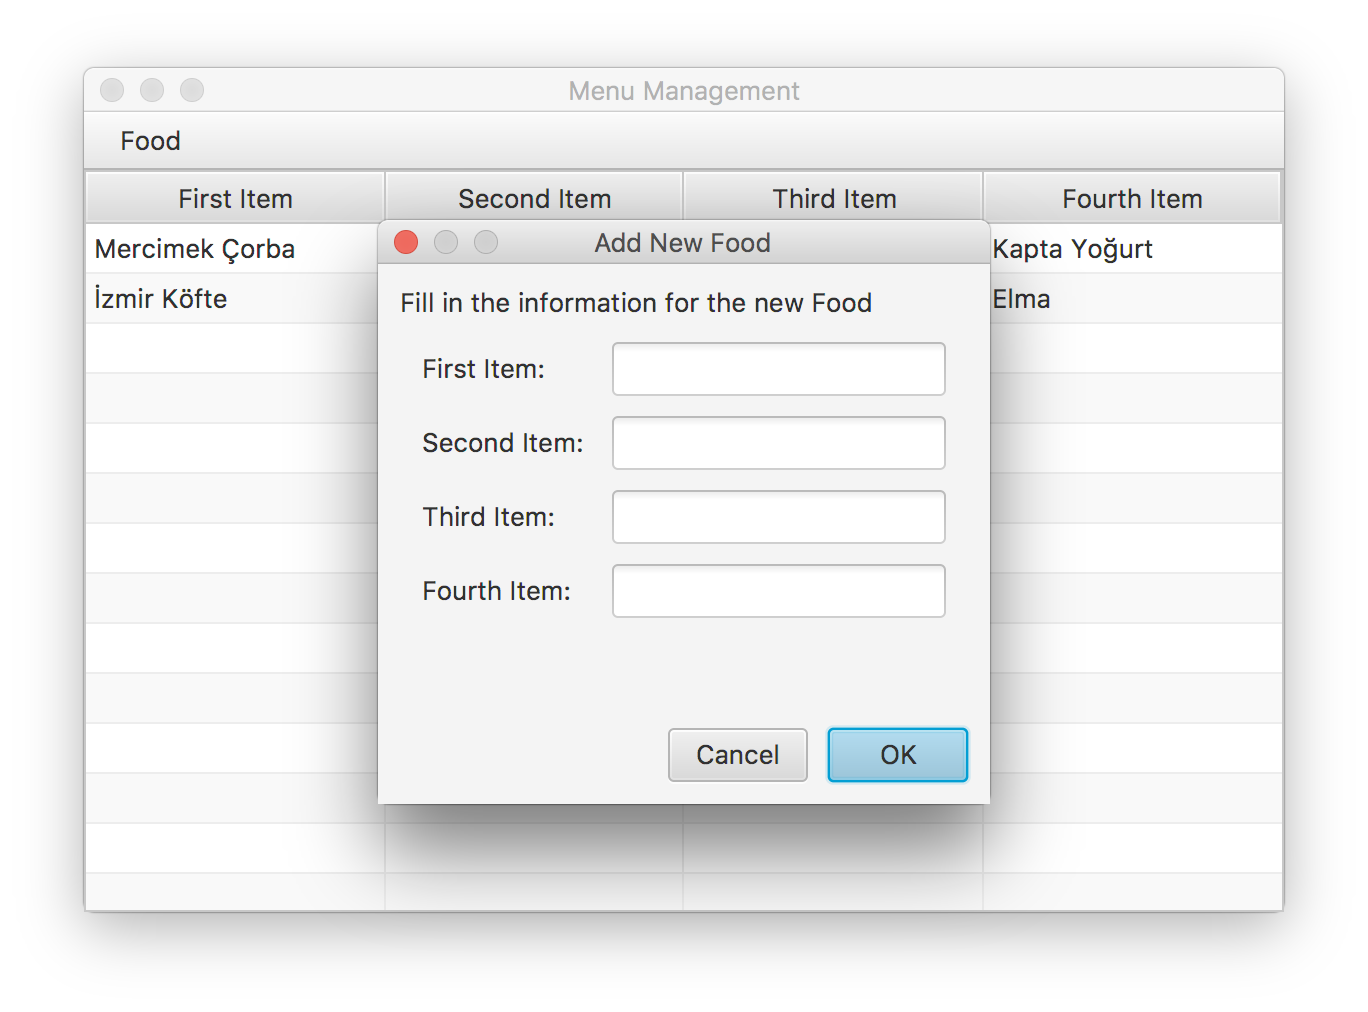 Menu Management
Food
First Item Second Item Third Item Fourth Item
Mercimek Çorba Kapta Yoğurt
İzmir Köfte Elma
Add New Food
Fill in the information for the new Food
First Item:
Second Item:
Third Item:
Fourth Item:
Cancel OK